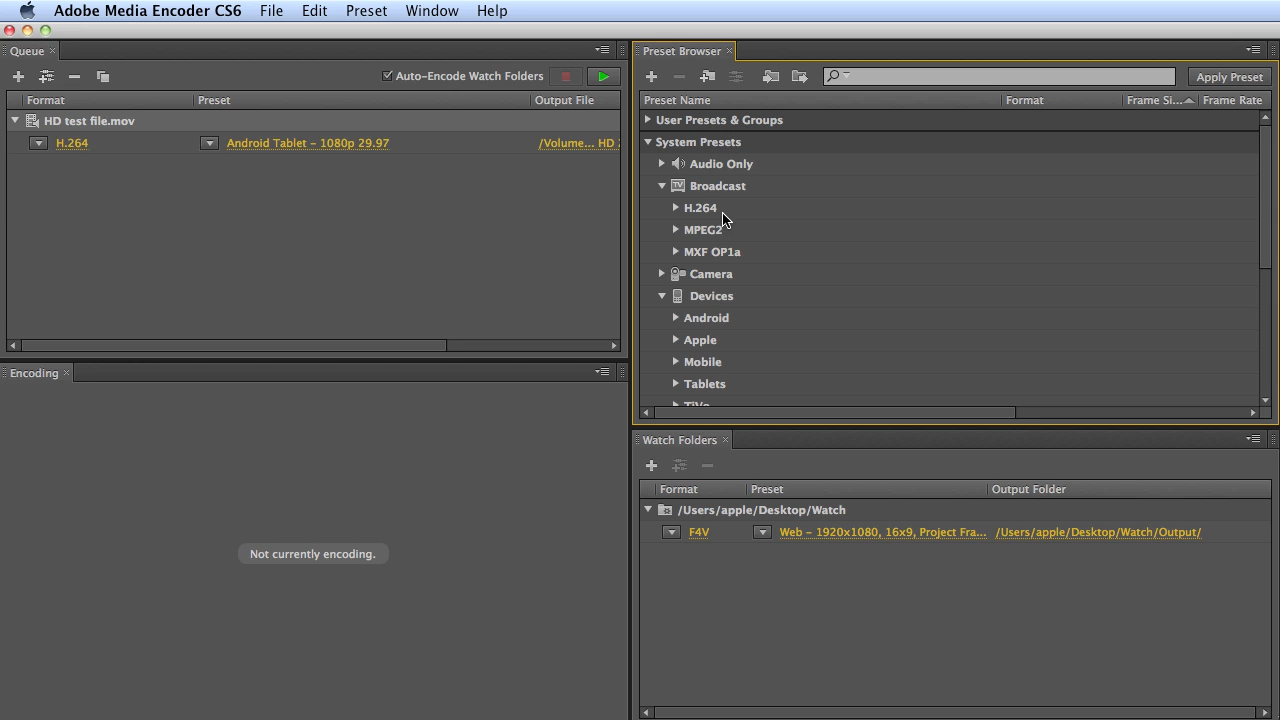 Adobe Media Encoder CS6 File Edit Preset Window Help
Queue
Auto-Encode Watch Folders
Format Preset Output File
HD test file.mov
H.264 Android Tablet – 1080p 29.97 /Volume... HD
Encoding
Not currently encoding.
Preset Browser
Apply Preset
Preset Name Format Frame Si... Frame Rate
User Presets & Groups
System Presets
Audio Only
TV Broadcast
H.264
MPEG2
MXF OP1a
Camera
Devices
Android
Apple
Mobile
Tablets
TiVo
Watch Folders
Format Preset Output Folder
/Users/apple/Desktop/Watch
F4V Web – 1920x1080, 16x9, Project Fra... /Users/apple/Desktop/Watch/Output/